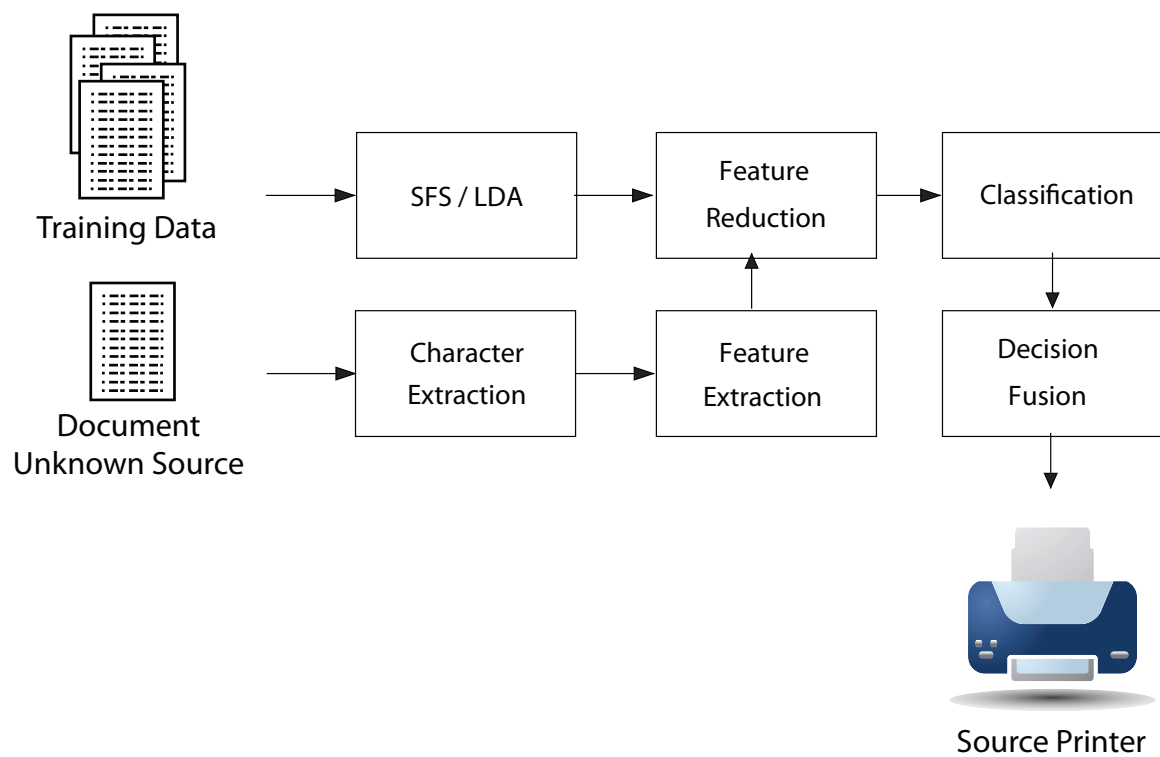 Training Data
SFS / LDA
Feature
Reduction
Classification
Document
Unknown Source
Character
Extraction
Feature
Extraction
Decision
Fusion
Source Printer